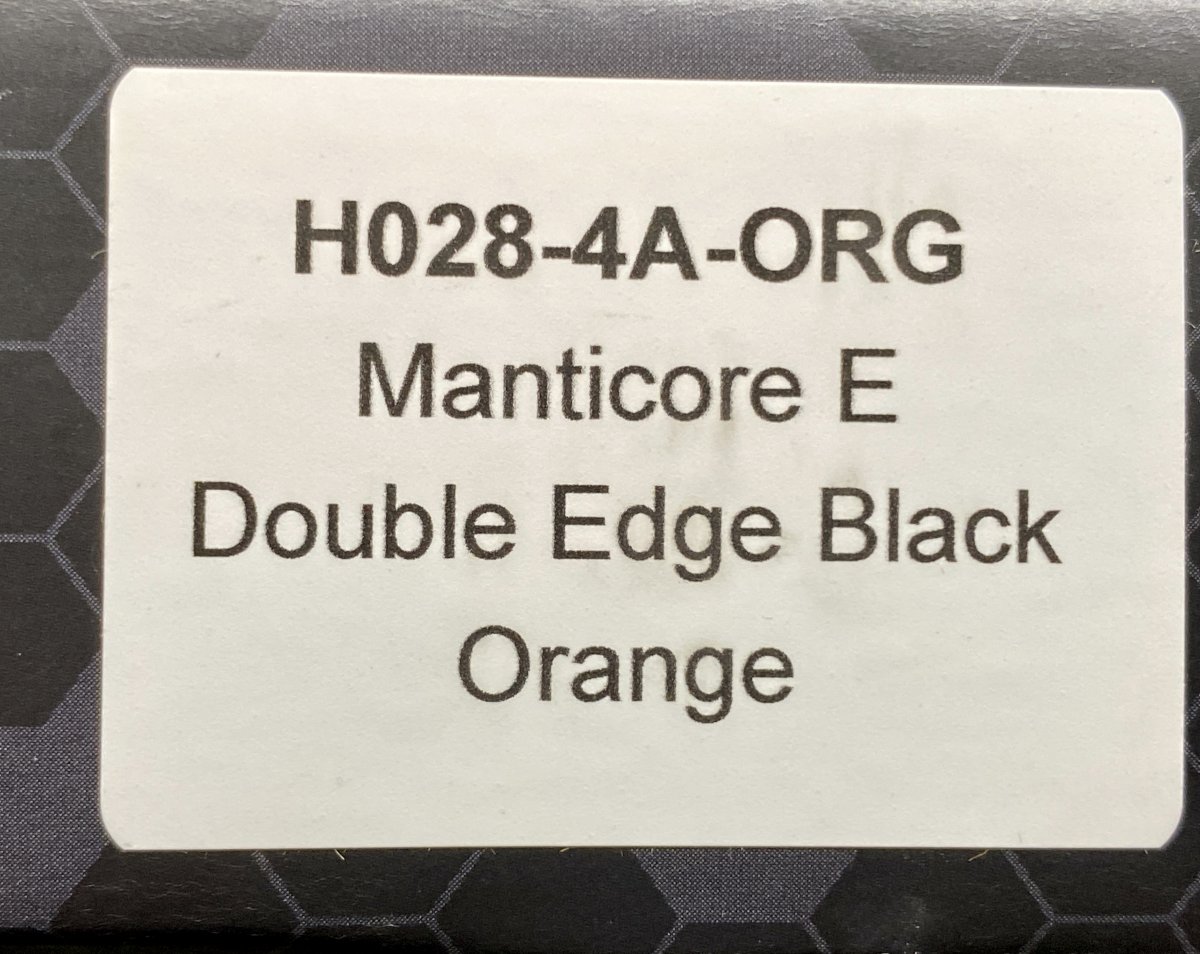 H028-4A-ORG
Manticore E
Double Edge Black
Orange